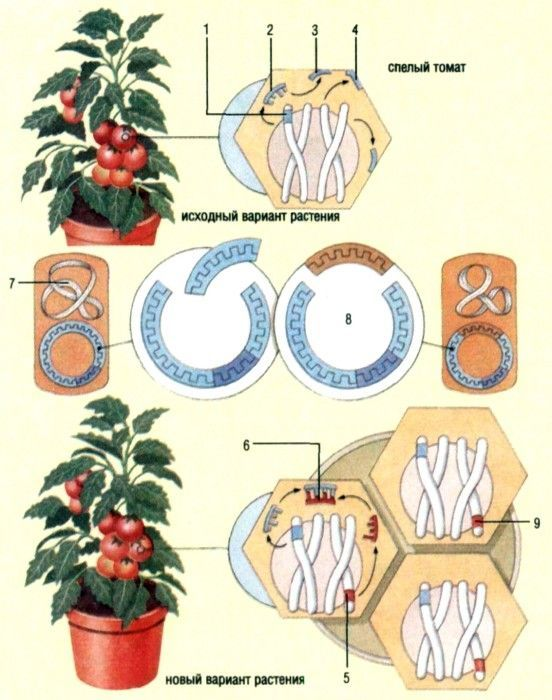 1 2 3 4
спелый томат
исходный вариант растения
7
8
6
9
5
новый вариант растения